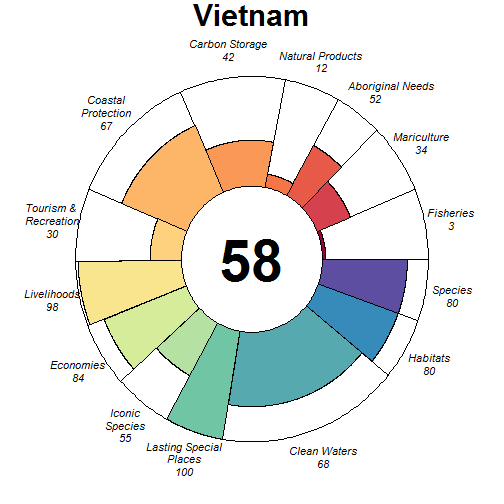 Vietnam
Carbon Storage
42
Natural Products
12
Aboriginal Needs
52
Mariculture
34
Fisheries
3
Species
80
Habitats
80
Clean Waters
68
Lasting Special
Places
100
Iconic
Species
55
Economies
84
Livelihoods
98
Tourism &
Recreation
30
Coastal
Protection
67
58